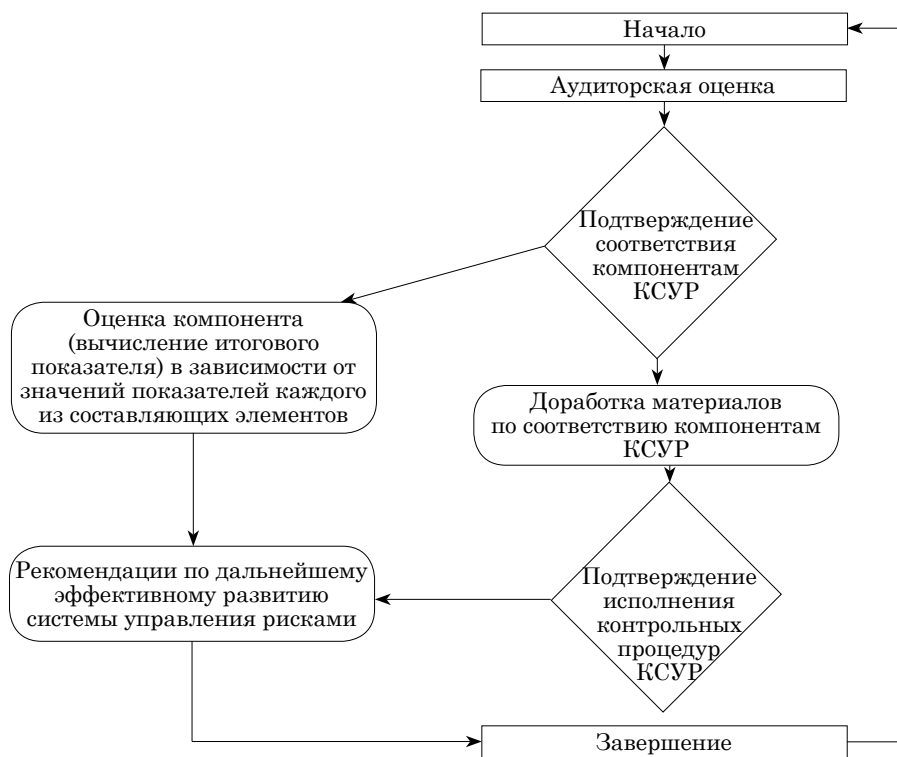 Начало
Аудиторская оценка
Подтверждение
соответствия
компонентам
КСУР
Оценка компонента
(вычисление итогового
показателя) в зависимости от
значений показателей каждого
из составляющих элементов
Доработка материалов
по соответствию компонентам
КСУР
Рекомендации по дальнейшему
эффективному развитию
системы управления рисками
Подтверждение
исполнения
контрольных
процедур
КСУР
Завершение